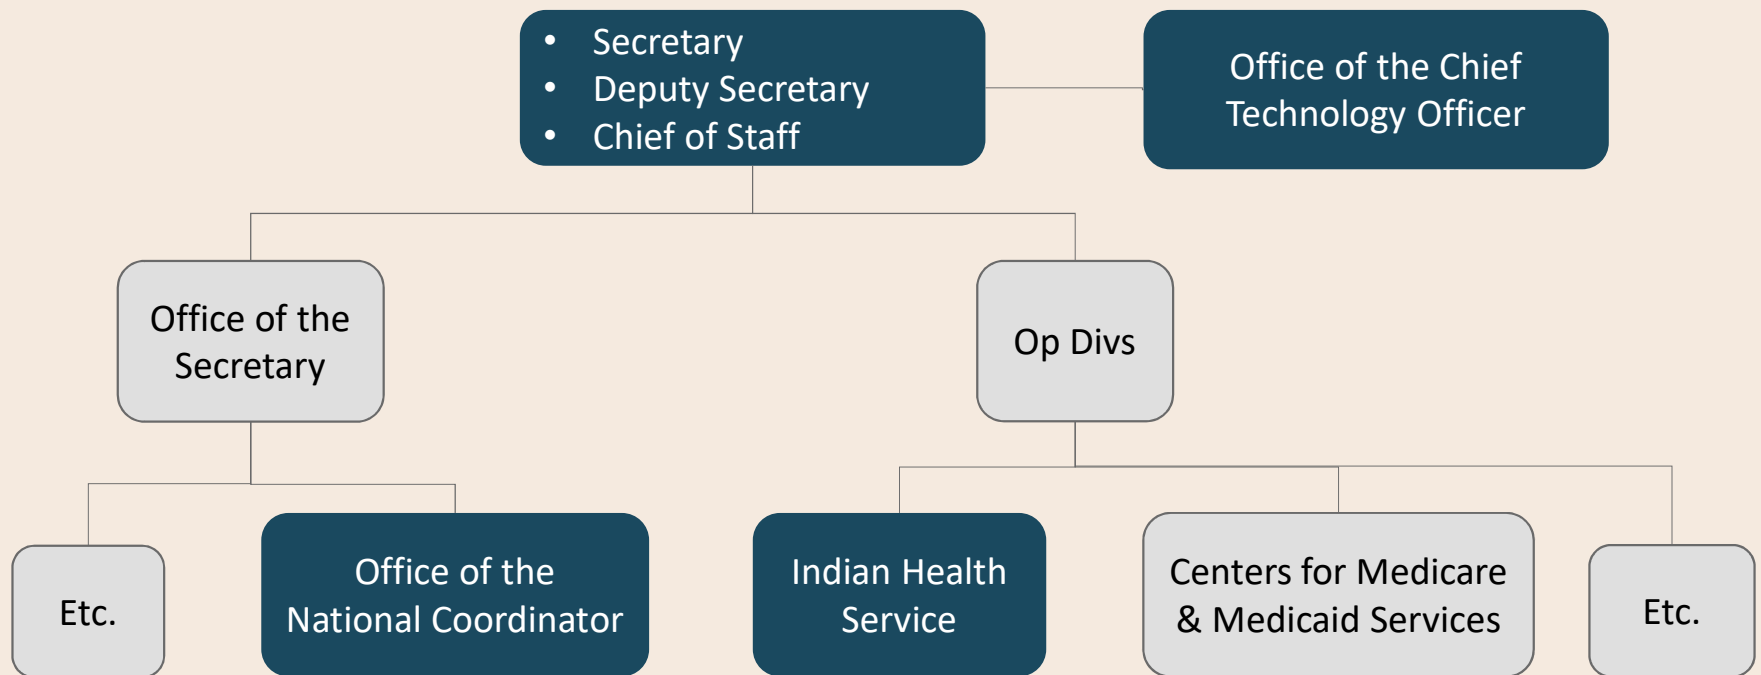 • Secretary
• Deputy Secretary
• Chief of Staff
Office of the Chief
Technology Officer
Office of the
Secretary
Op Divs
Etc.
Office of the
National Coordinator
Indian Health
Service
Centers for Medicare
& Medicaid Services
Etc.